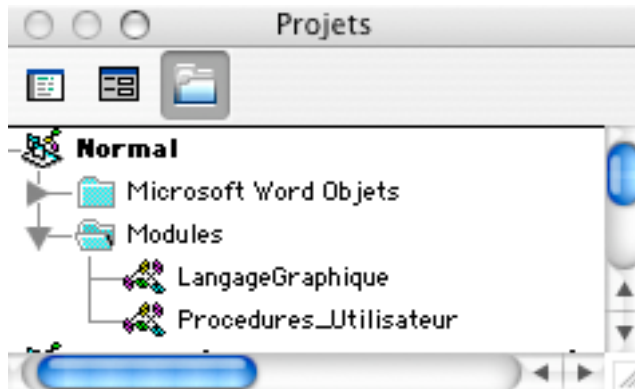 Projets
Normal
Microsoft Word Objets
Modules
LangageGraphique
Procedures_Utilisateur